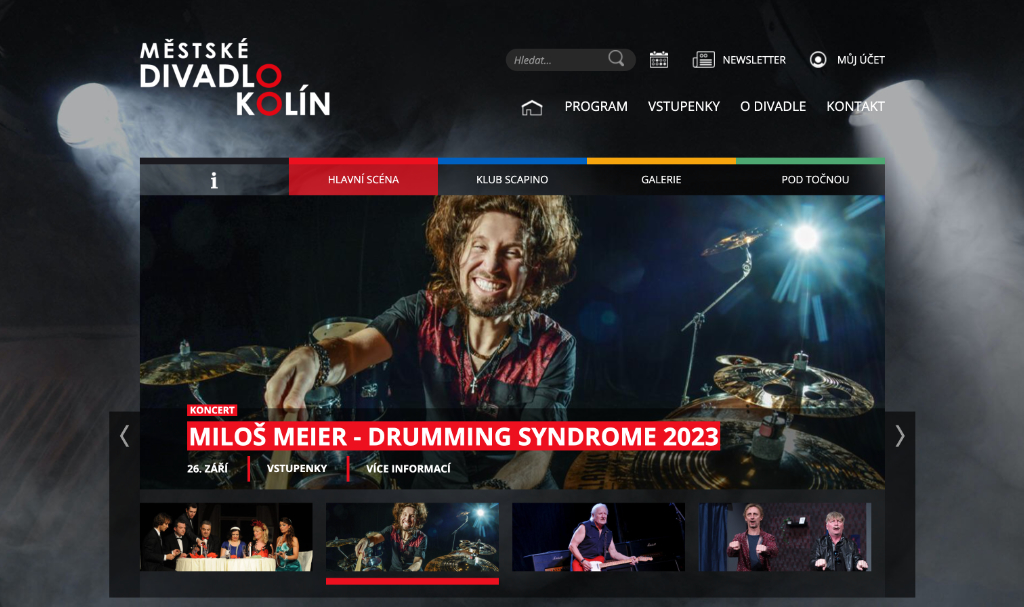 MĚSTSKÉ
DIVADLO
KOLÍN
Hledat...
NEWSLETTER
MŮJ ÚČET
PROGRAM
VSTUPENKY
O DIVADLE
KONTAKT
i
HLAVNÍ SCÉNA
KLUB SCAPINO
GALERIE
POD TOČNOU
KONCERT
MILOŠ MEIER - DRUMMING SYNDROME 2023
26. ZÁŘÍ
VSTUPENKY
VÍCE INFORMACÍ